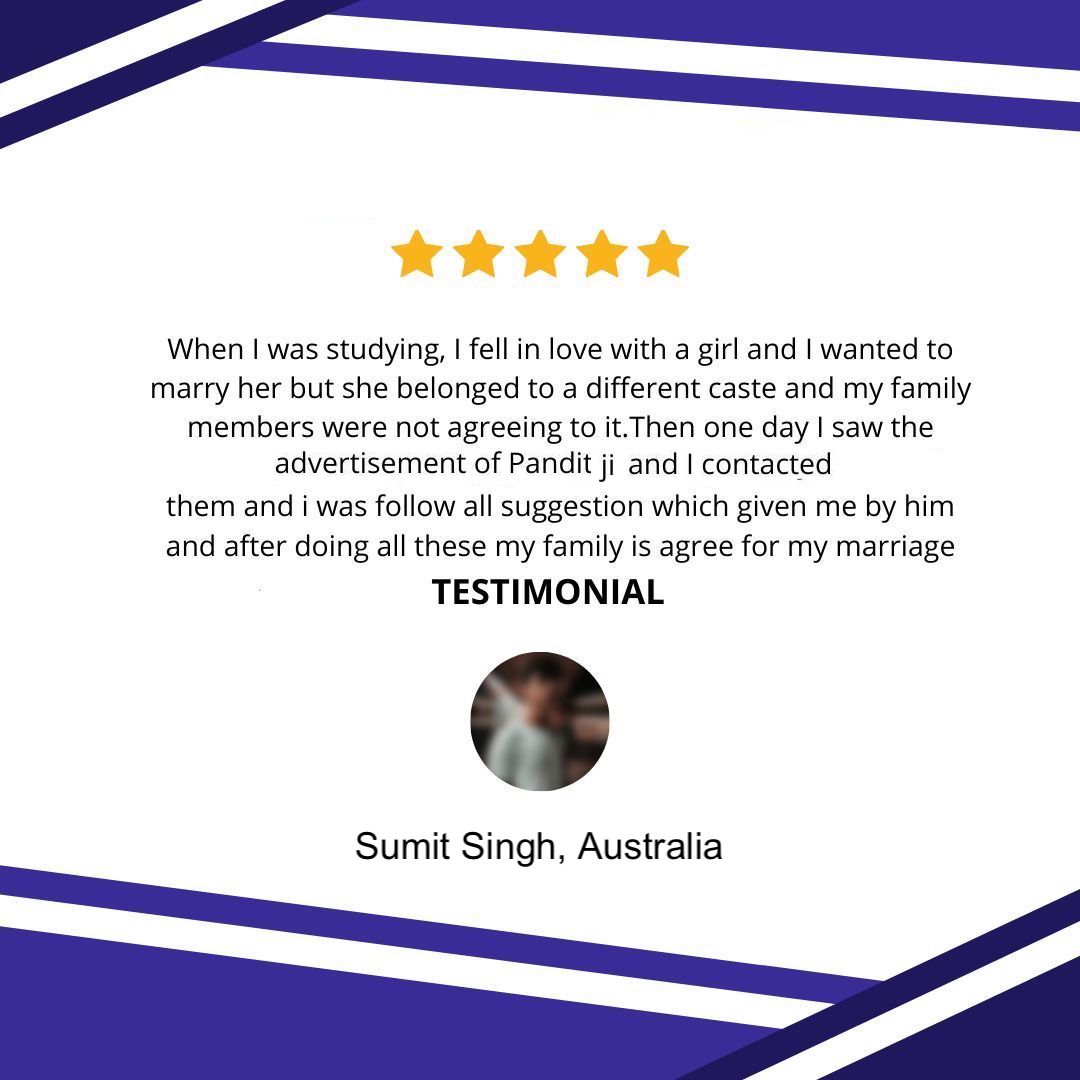 When I was studying, I fell in love with a girl and I wanted to
marry her but she belonged to a different caste and my family
members were not agreeing to it.Then one day I saw the
advertisement of Pandit ji and I contacted
them and i was follow all suggestion which given me by him
and after doing all these my family is agree for my marriage
TESTIMONIAL
Sumit Singh, Australia